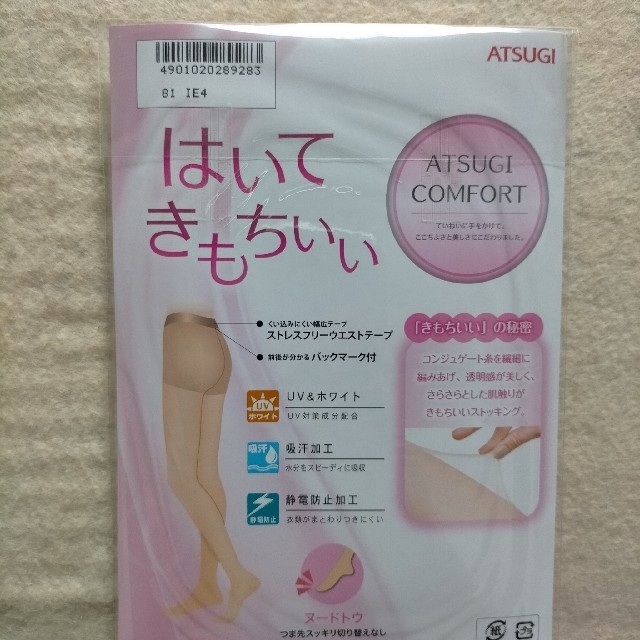 4901020289283
81 IE4
ATSUGI
はいて
きもちいい
ATSUGI
COMFORT
ていねいに手をかけて、
ここちよさと美しさにこだわりました。
くい込みにくい幅広テープ
ストレスフリーウエストテープ
前後が分かるバックマーク付
「きもちいい」の秘密
コンジュゲート糸を繊細に
編みあげ、透明感が美しく、
さらさらとした肌触りが
きもちいいストッキング。
UV
ホワイト
UV&ホワイト
UV対策成分配合
吸汗
吸汗加工
水分をスピーディに吸収
静電防止
静電防止加工
衣類がまとわりつきにくい
ヌードトウ
つま先スッキリ切り替えなし
紙
プラ